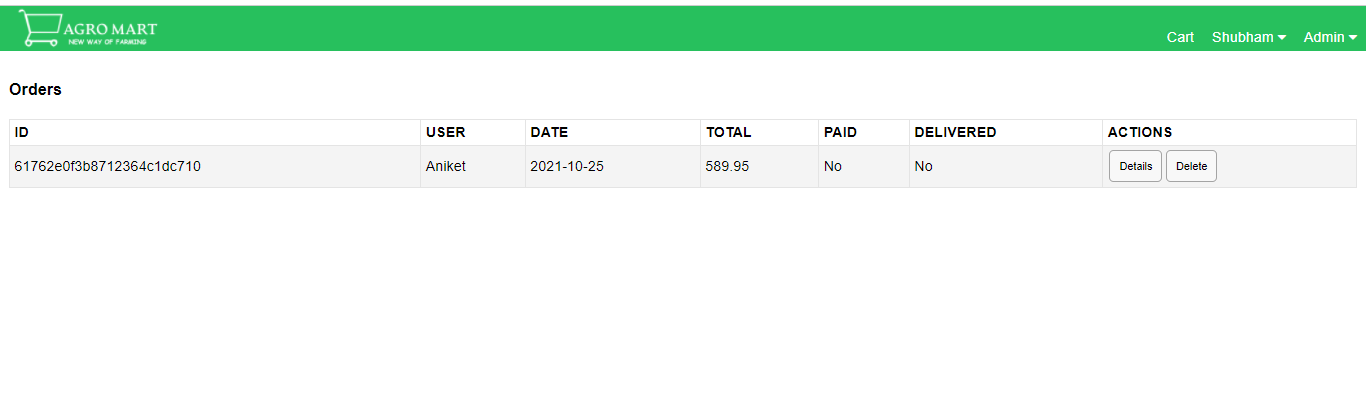 AGRO MART
NEW WAY OF FARMING
Cart Shubham Admin
Orders
ID USER DATE TOTAL PAID DELIVERED ACTIONS
61762e0f3b8712364c1dc710 Aniket 2021-10-25 589.95 No No Details Delete